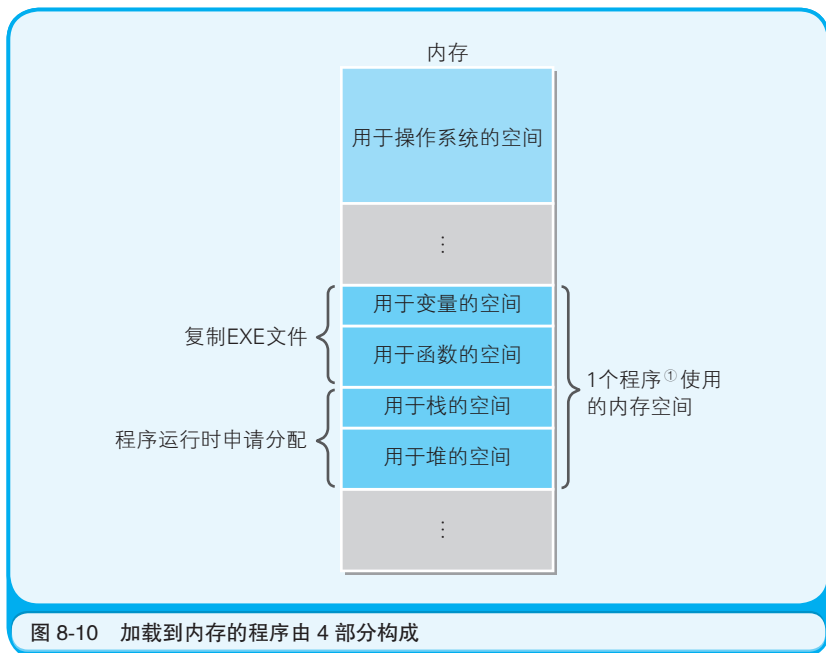 内存
用于操作系统的空间
⋮
用于变量的空间
复制EXE文件
用于函数的空间
1个程序①使用
的内存空间
用于栈的空间
程序运行时申请分配
用于堆的空间
⋮
图 8-10 加载到内存的程序由 4 部分构成